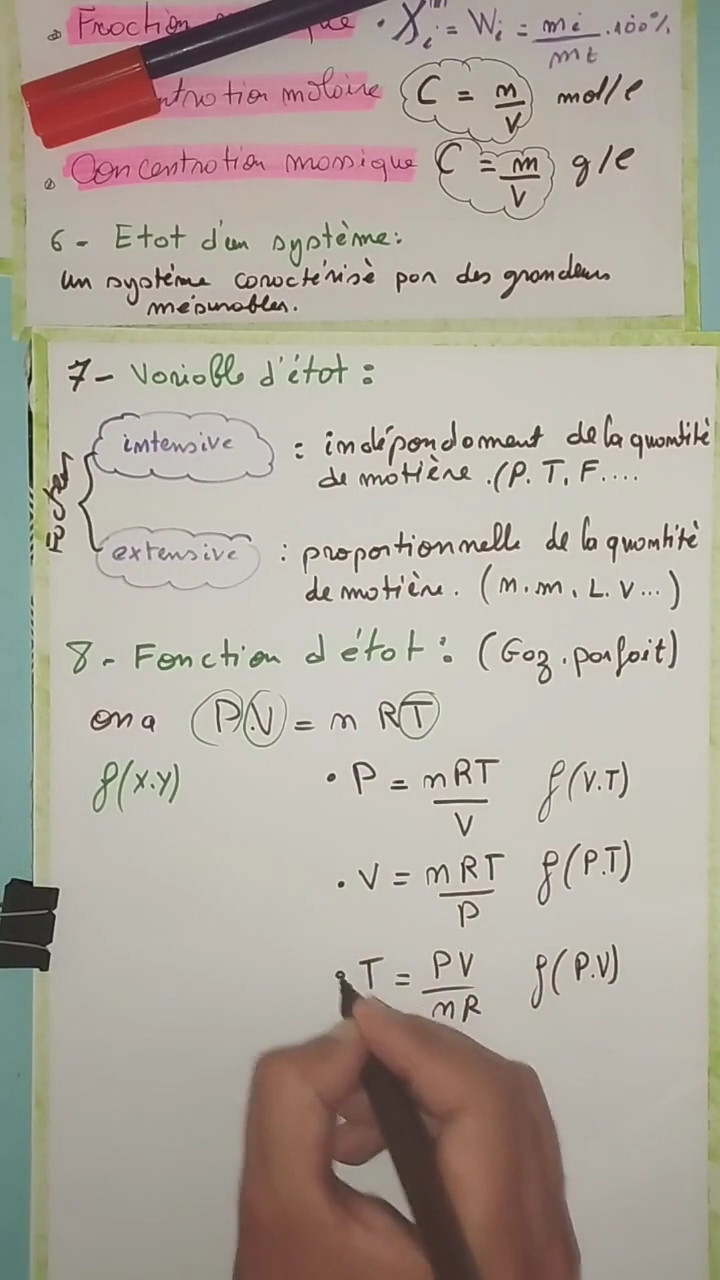 Fraction que • Xi = Wi = mi/mt .100%
ntration molaire C = n/V mol/l
Concentration massique C = m/V g/l
6 - Etat d'un système:
un système caractérisé par des grandeurs
mésurables.
7 - Variable d'état :
intensive : indépendament de la quantité
de matière. (P. T, F....
extensive : proportionnelle de la quantité
de matière. (n. m, L. V...)
8 - Fonction d'état : (Gaz. parfait)
on a P.V = n RT
f(x.y) • P = nRT/V f(V.T)
• V = nRT/P f(P.T)
• T = PV/nR f(P.V)